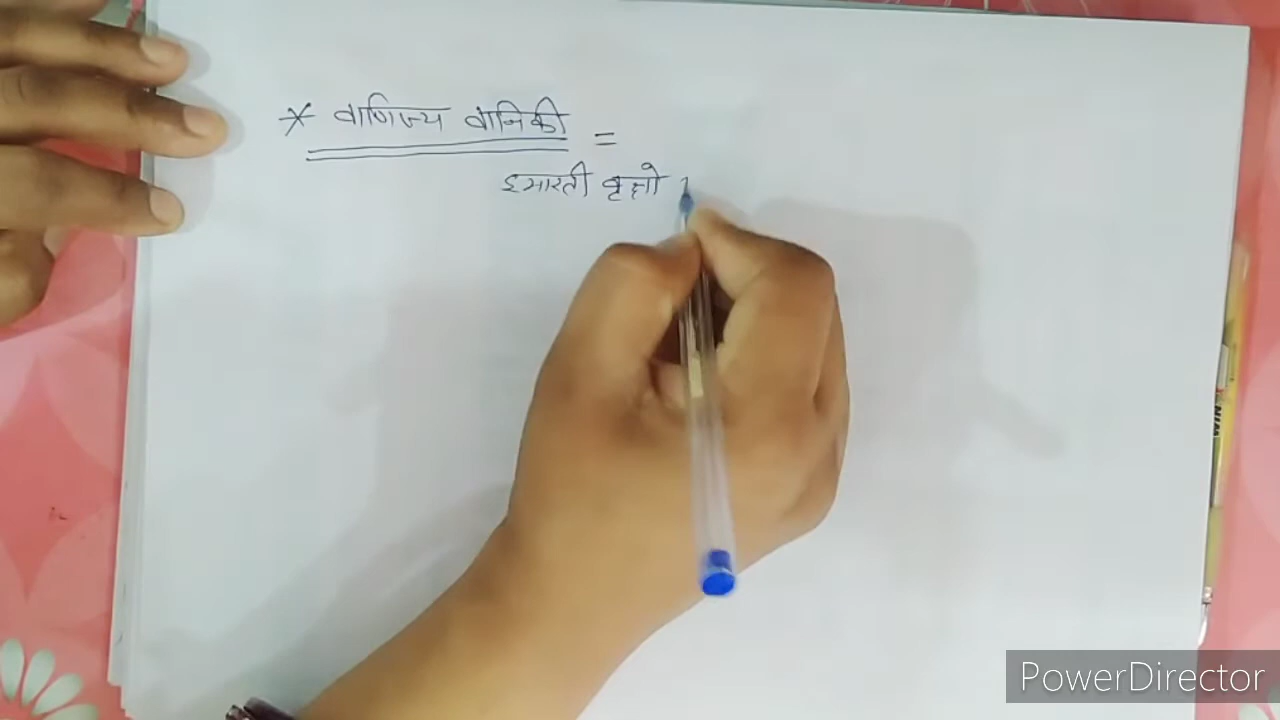 * वाणिज्य वानिकी =
इमारती वृक्षो
PowerDirector